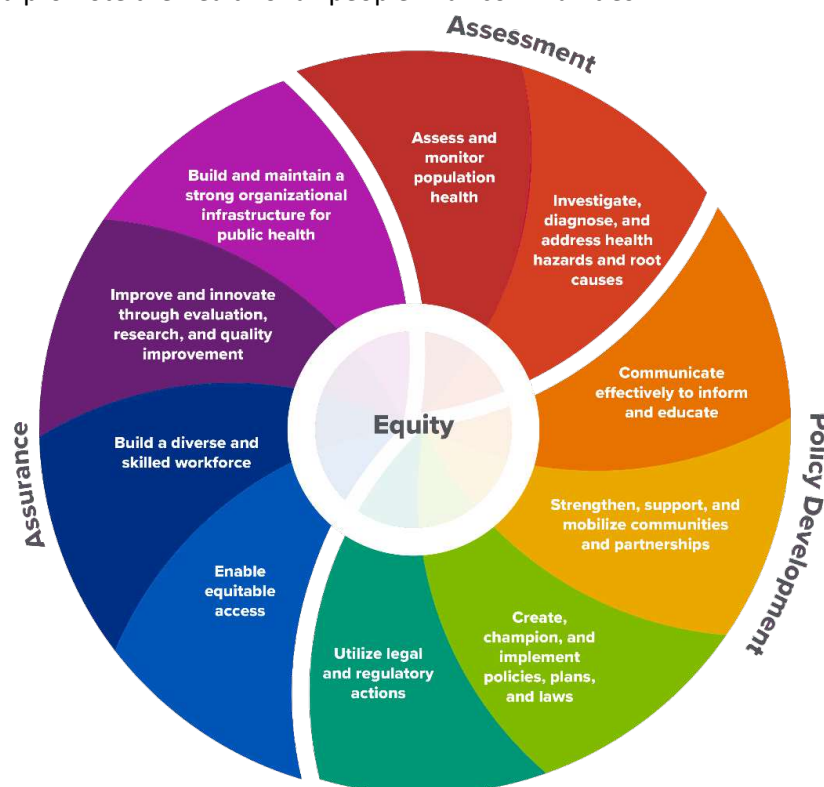 Assessment
Assess and
monitor
population
health
Investigate,
diagnose, and
address health
hazards and root
causes
Policy Development
Communicate
effectively to inform
and educate
Strengthen, support, and
mobilize communities
and partnerships
Create,
champion, and
implement
policies, plans,
and laws
Utilize legal
and regulatory
actions
Assurance
Enable
equitable
access
Build a diverse and
skilled workforce
Improve and innovate
through evaluation,
research, and quality
improvement
Build and maintain a
strong organizational
infrastructure for
public health
Equity